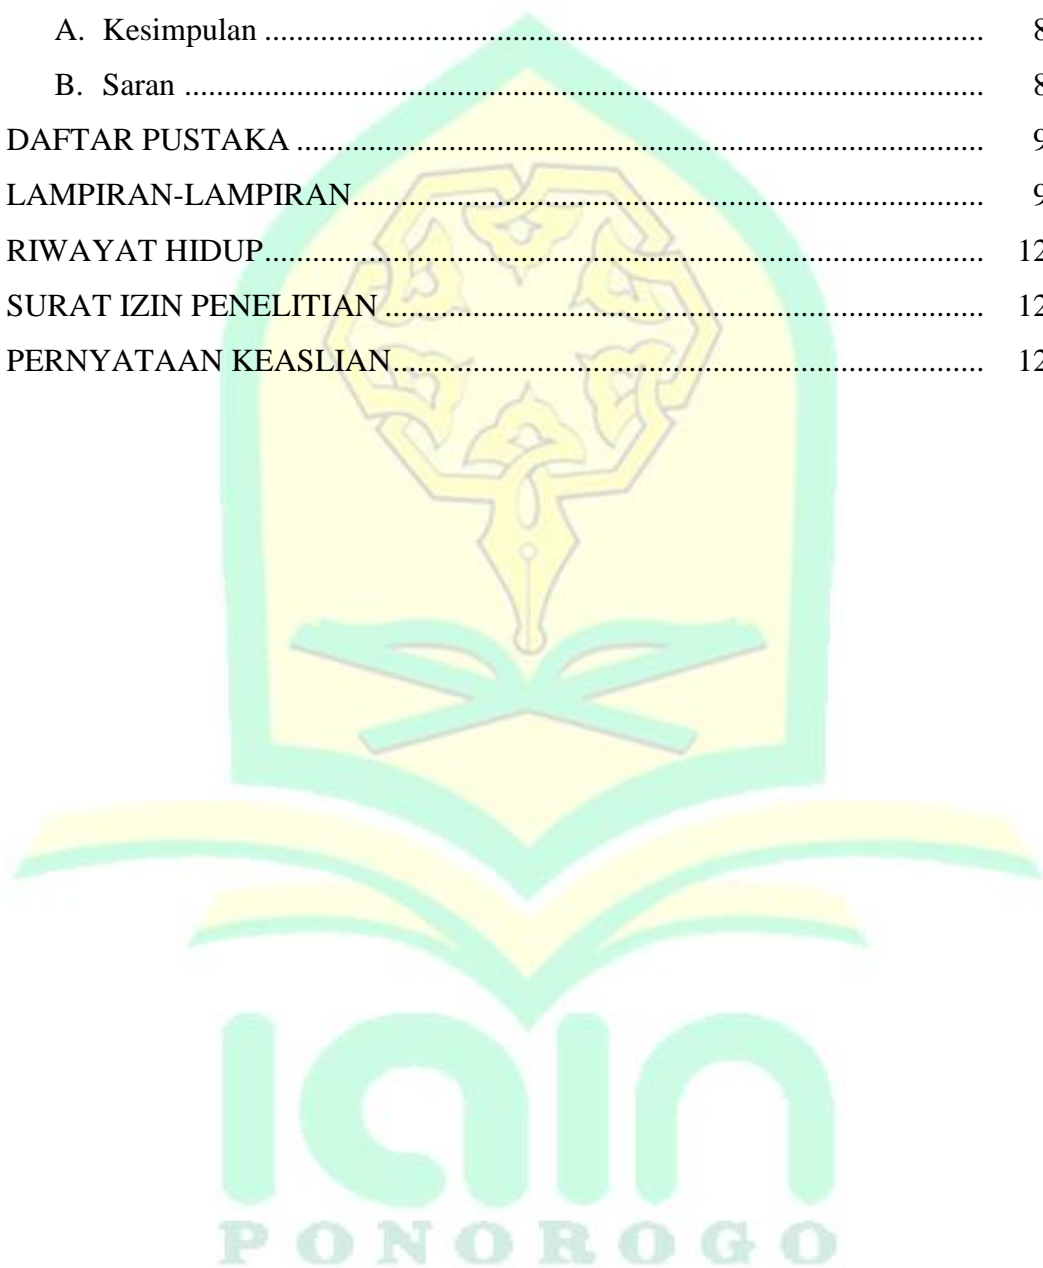 A. Kesimpulan ........................................................................................... 8
B. Saran ..................................................................................................... 8
DAFTAR PUSTAKA ....................................................................................... 9
LAMPIRAN-LAMPIRAN................................................................................ 9
RIWAYAT HIDUP........................................................................................... 12
SURAT IZIN PENELITIAN ............................................................................ 12
PERNYATAAN KEASLIAN........................................................................... 12
iain
PONOROGO